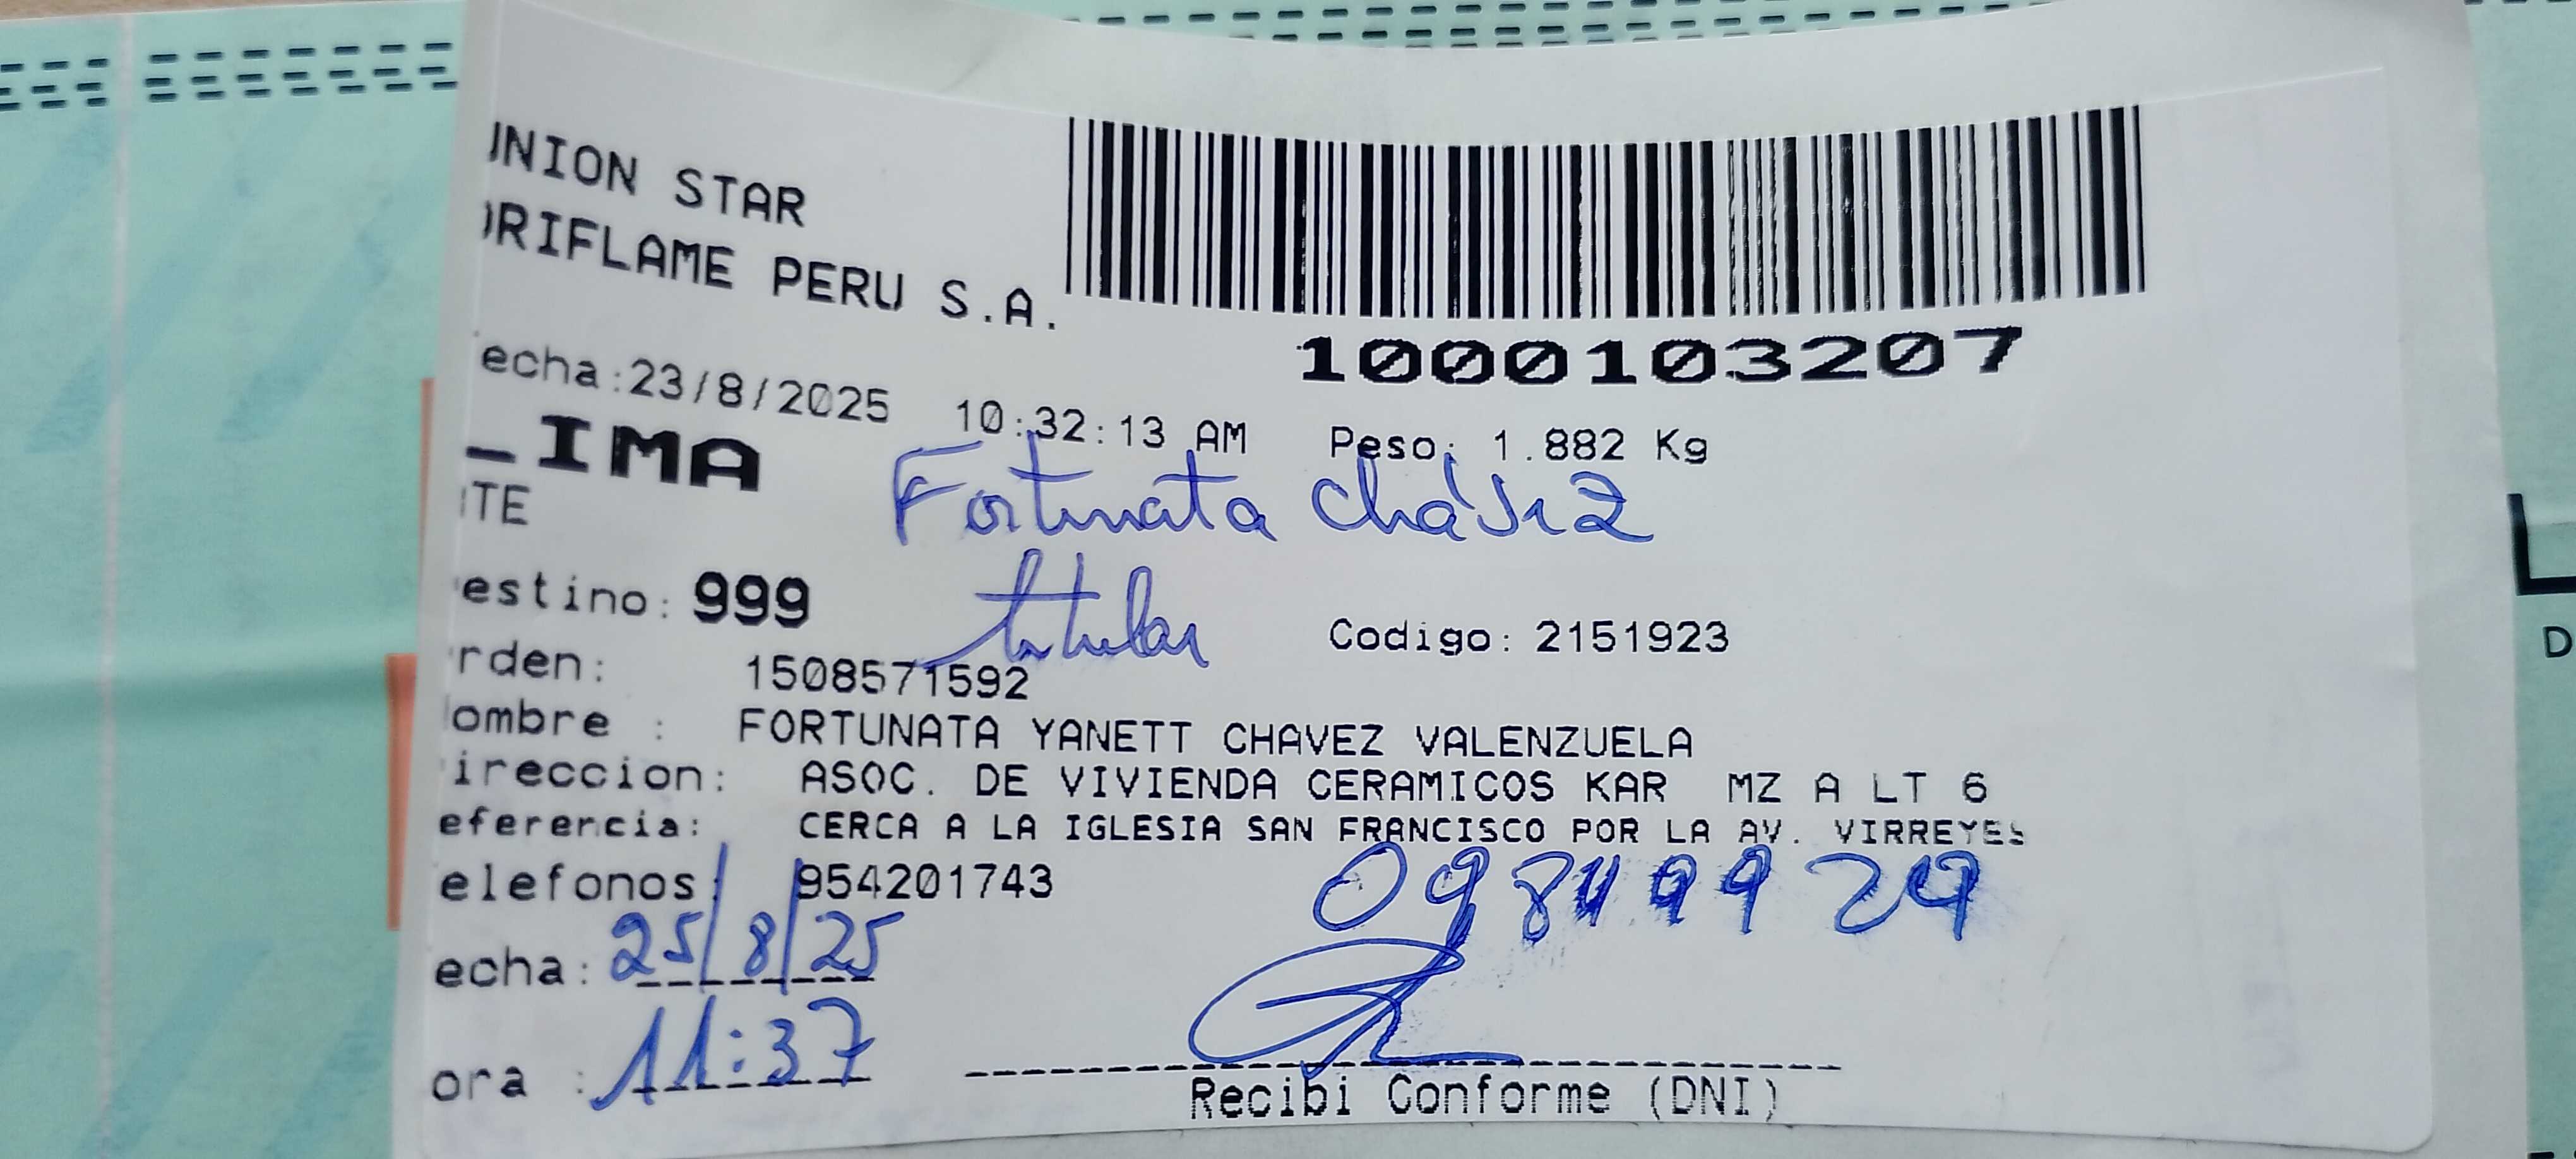 UNION STAR
ORIFLAME PERU S.A.
1000103207
echa:23/8/2025 10:32:13 AM Peso: 1.882 Kg
LIMA
Fortunata Chávez
TE
estino: 999
titular
Codigo: 2151923
rden: 1508571592
ombre : FORTUNATA YANETT CHAVEZ VALENZUELA
ireccion: ASOC. DE VIVIENDA CERAMICOS KAR MZ A LT 6
eferencia: CERCA A LA IGLESIA SAN FRANCISCO POR LA AV. VIRREYES
elefonos: 954201743
echa: 25/8/25
ora : 11:37
Recibi Conforme (DNI)
D